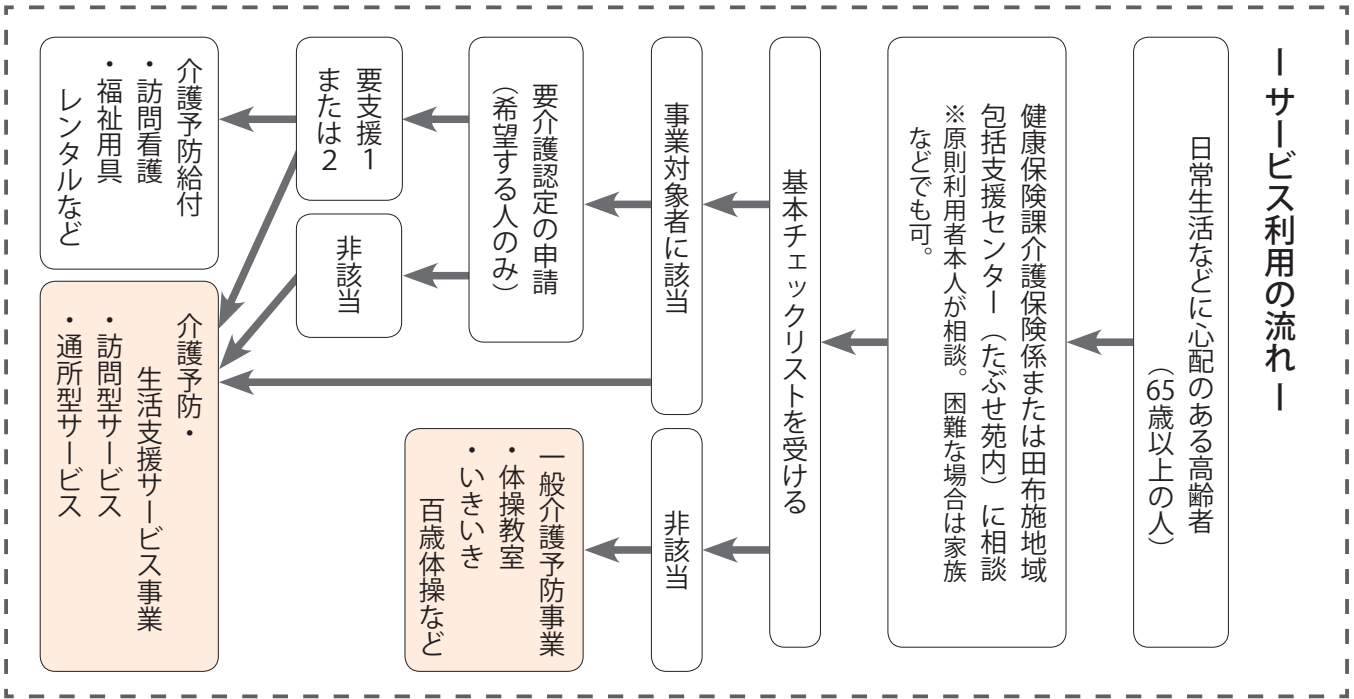 ー サービス利用の流れ ー
日常生活などに心配のある高齢者
（65歳以上の人）
健康保険課介護保険係または田布施地域
包括支援センター（たぶせ苑内）に相談
※原則利用者本人が相談。困難な場合は家族
などでも可。
基本チェックリストを受ける
事業対象者に該当
非該当
要介護認定の申請
（希望する人のみ）
一般介護予防事業
・体操教室
・いきいき
百歳体操など
要支援１
または２
非該当
介護予防給付
・訪問看護
・福祉用具
レンタルなど
介護予防・
生活支援サービス事業
・訪問型サービス
・通所型サービス